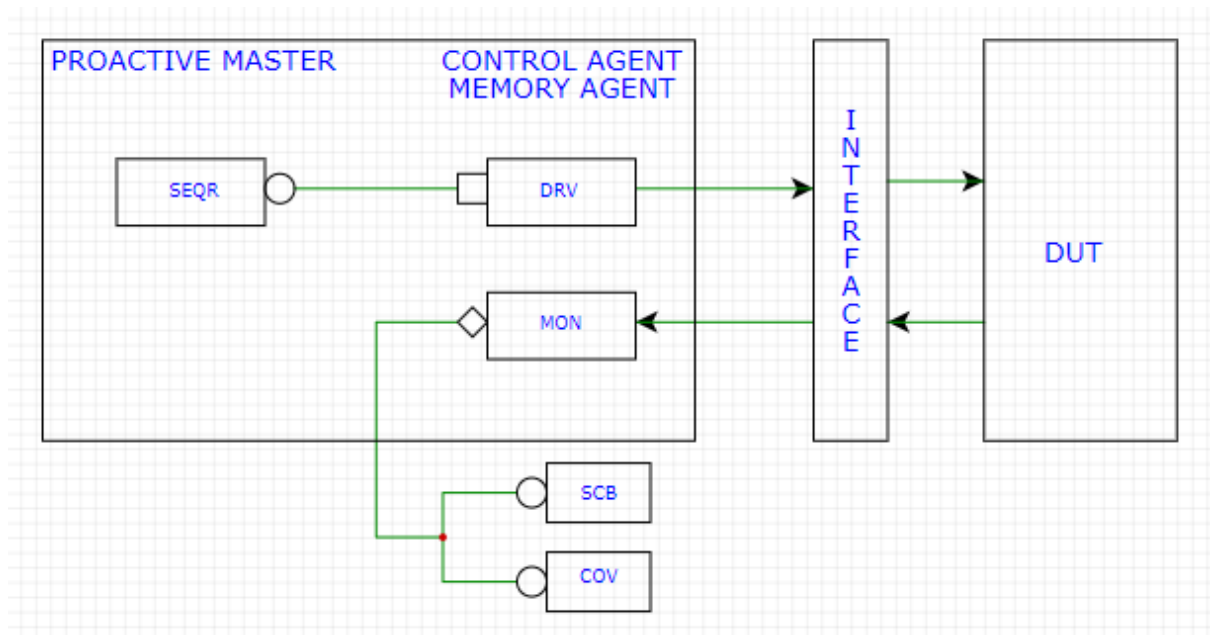 PROACTIVE MASTER
CONTROL AGENT
MEMORY AGENT
SEQR
DRV
MON
INTERFACE
DUT
SCB
COV